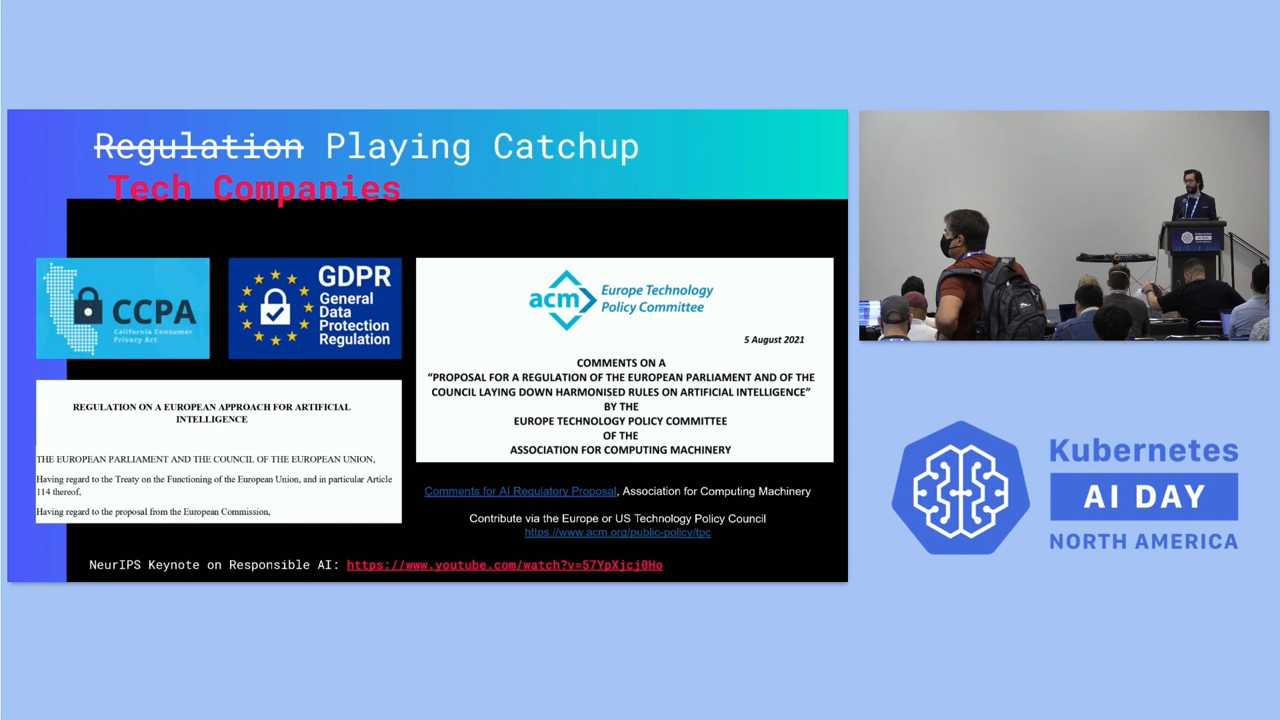 Regulation Playing Catchup
Tech Companies
CCPA
California Consumer
Privacy Act
GDPR
General
Data
Protection
Regulation
REGULATION ON A EUROPEAN APPROACH FOR ARTIFICIAL
INTELLIGENCE
THE EUROPEAN PARLIAMENT AND THE COUNCIL OF THE EUROPEAN UNION,
Having regard to the Treaty on the Functioning of the European Union, and in particular Article
114 thereof,
Having regard to the proposal from the European Commission,
acm
Europe Technology
Policy Committee
5 August 2021
COMMENTS ON A
“PROPOSAL FOR A REGULATION OF THE EUROPEAN PARLIAMENT AND OF THE
COUNCIL LAYING DOWN HARMONISED RULES ON ARTIFICIAL INTELLIGENCE”
BY THE
EUROPE TECHNOLOGY POLICY COMMITTEE
OF THE
ASSOCIATION FOR COMPUTING MACHINERY
Comments for AI Regulatory Proposal, Association for Computing Machinery
Contribute via the Europe or US Technology Policy Council
https://www.acm.org/public-policy/tpc
NeurIPS Keynote on Responsible AI: https://www.youtube.com/watch?v=57YpXjcj0Ho
Kubernetes
AI DAY
NORTH AMERICA